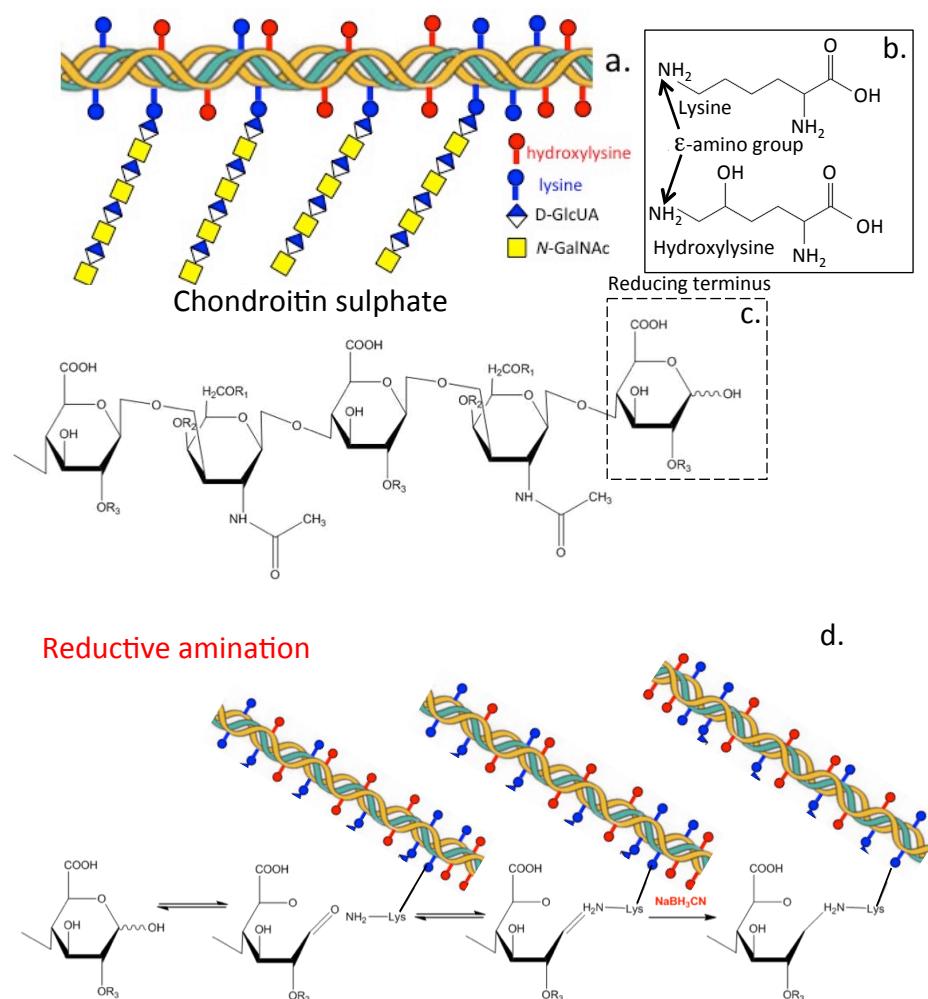 a.
hydroxylysine
lysine
D-GlcUA
N-GalNAc
b.
NH2
Lysine
O
OH
NH2
ε-amino group
OH
O
NH2
OH
Hydroxylysine
NH2
Chondroitin sulphate
Reducing terminus
c.
COOH
O
OH
OR3
O
H2COR1
OR2
O
NH
CH3
O
O
COOH
O
OH
OR3
O
H2COR1
OR2
O
NH
CH3
O
O
COOH
O
OH
OH
OR3
Reductive amination
d.
COOH
O
OH
OH
OR3
COOH
O
O
OH
OR3
NH2
Lys
COOH
O
OH
OR3
H2N
Lys
NaBH3CN
COOH
O
OH
OR3
H2N
Lys